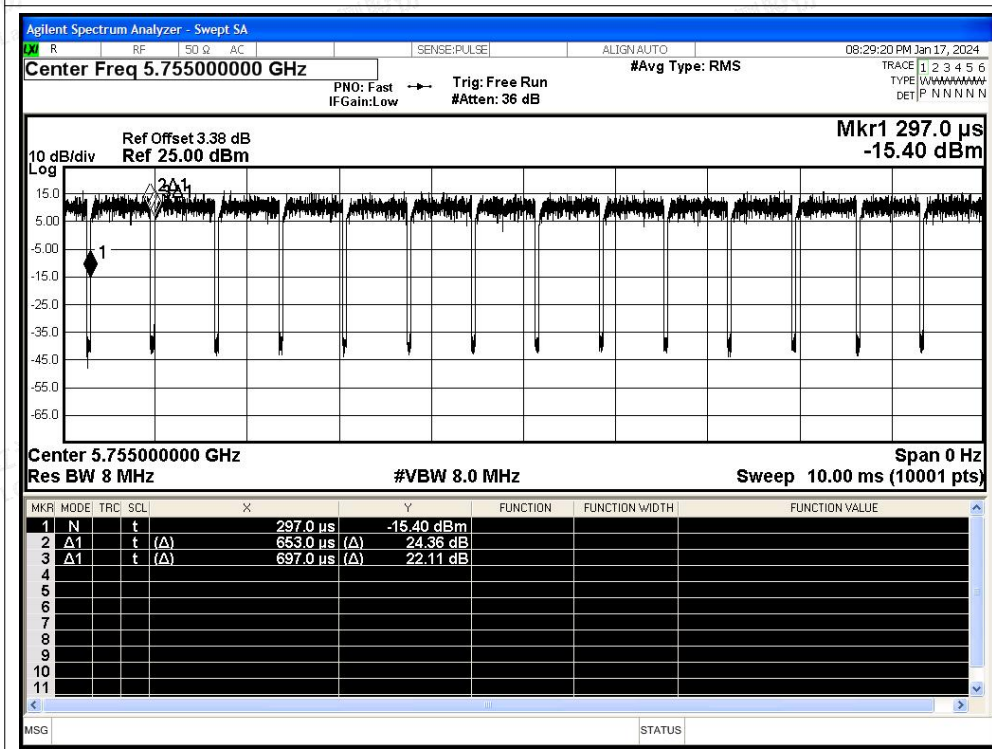 Agilent Spectrum Analyzer - Swept SA
LXI R RF 50 Ω AC SENSE:PULSE ALIGN AUTO 08:29:20 PM Jan 17, 2024
Center Freq 5.755000000 GHz
PNO: Fast
IFGain:Low
Trig: Free Run
#Atten: 36 dB
#Avg Type: RMS
TRACE 1 2 3 4 5 6
TYPE WWWWWWWW
DET P N N N N N
Ref Offset 3.38 dB
Ref 25.00 dBm
10 dB/div
Log
Mkr1 297.0 µs
-15.40 dBm
15.0
5.00
-5.00
-15.0
-25.0
-35.0
-45.0
-55.0
-65.0
2Δ1
1
Center 5.755000000 GHz Span 0 Hz
Res BW 8 MHz #VBW 8.0 MHz Sweep 10.00 ms (10001 pts)
MKR MODE TRC SCL X Y FUNCTION FUNCTION WIDTH FUNCTION VALUE
1 N t 297.0 µs -15.40 dBm
2 Δ1 t (Δ) 653.0 µs (Δ) 24.36 dB
3 Δ1 t (Δ) 697.0 µs (Δ) 22.11 dB
4
5
6
7
8
9
10
11
MSG STATUS